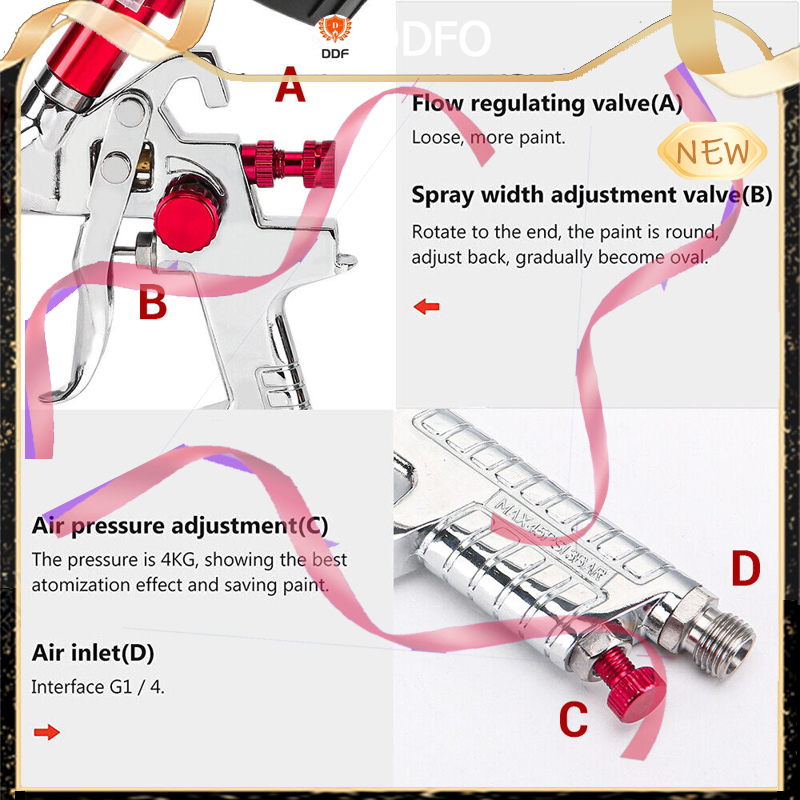 DDFO
DDF
A
Flow regulating valve(A)
Loose, more paint.
NEW
Spray width adjustment valve(B)
Rotate to the end, the paint is round,
adjust back, gradually become oval.
B
Air pressure adjustment(C)
The pressure is 4KG, showing the best
atomization effect and saving paint.
Air inlet(D)
Interface G1 / 4.
D
C